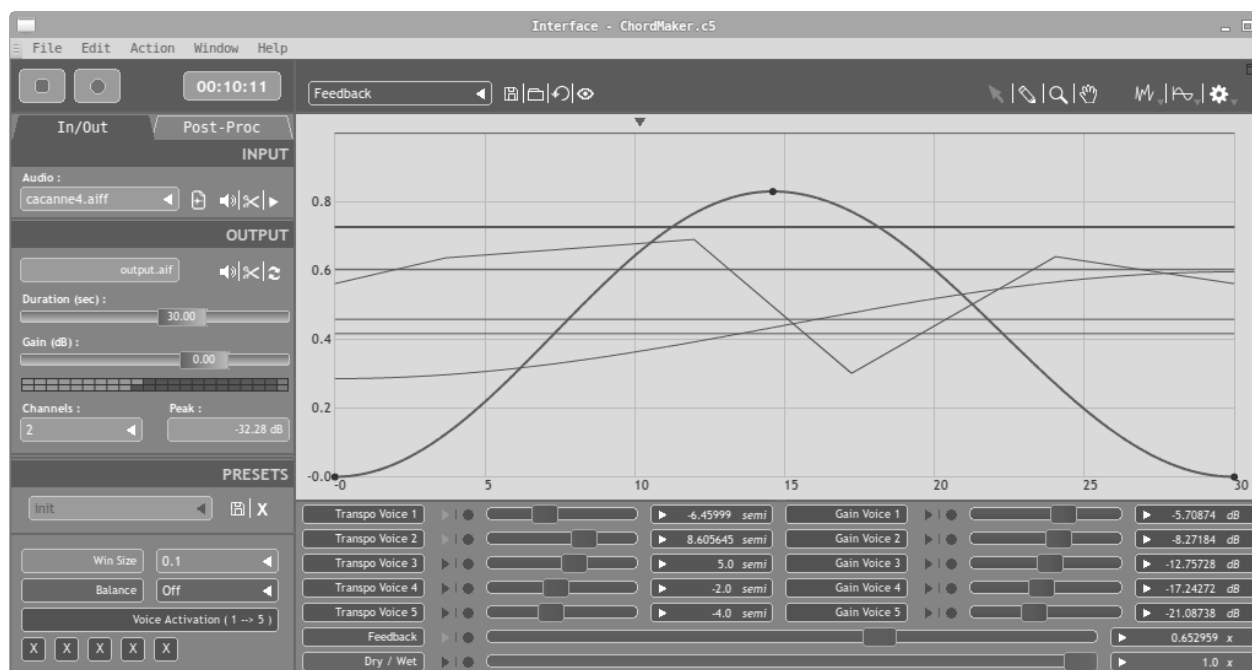 Interface - ChordMaker.c5
File Edit Action Window Help
00:10:11
In/Out Post-Proc
INPUT
Audio :
cacanne4.aiff
OUTPUT
output.aif
Duration (sec) :
30.00
Gain (dB) :
0.00
Channels : Peak :
2 -32.28 dB
PRESETS
init
X
Win Size 0.1
Balance Off
Voice Activation ( 1 --> 5 )
X X X X X
Feedback
0.8
0.6
0.4
0.2
-0.0
-0 5 10 15 20 25 30
Transpo Voice 1 -6.45999 semi Gain Voice 1 -5.70874 dB
Transpo Voice 2 8.605645 semi Gain Voice 2 -8.27184 dB
Transpo Voice 3 5.0 semi Gain Voice 3 -12.75728 dB
Transpo Voice 4 -2.0 semi Gain Voice 4 -17.24272 dB
Transpo Voice 5 -4.0 semi Gain Voice 5 -21.08738 dB
Feedback 0.652959 x
Dry / Wet 1.0 x